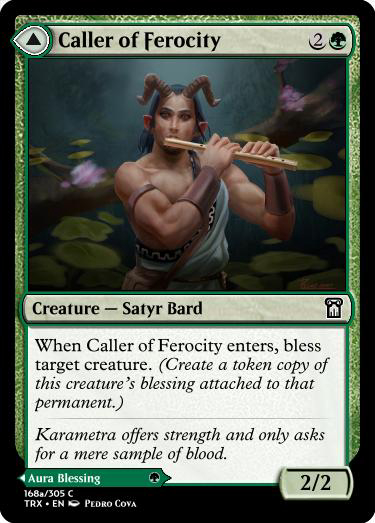 Caller of Ferocity 2
Creature — Satyr Bard
When Caller of Ferocity enters, bless
target creature. (Create a token copy of
this creature's blessing attached to that
permanent.)
Karametra offers strength and only asks
for a mere sample of blood.
Aura Blessing
2/2
168a/305 C
TRX • EN Pedro Cova